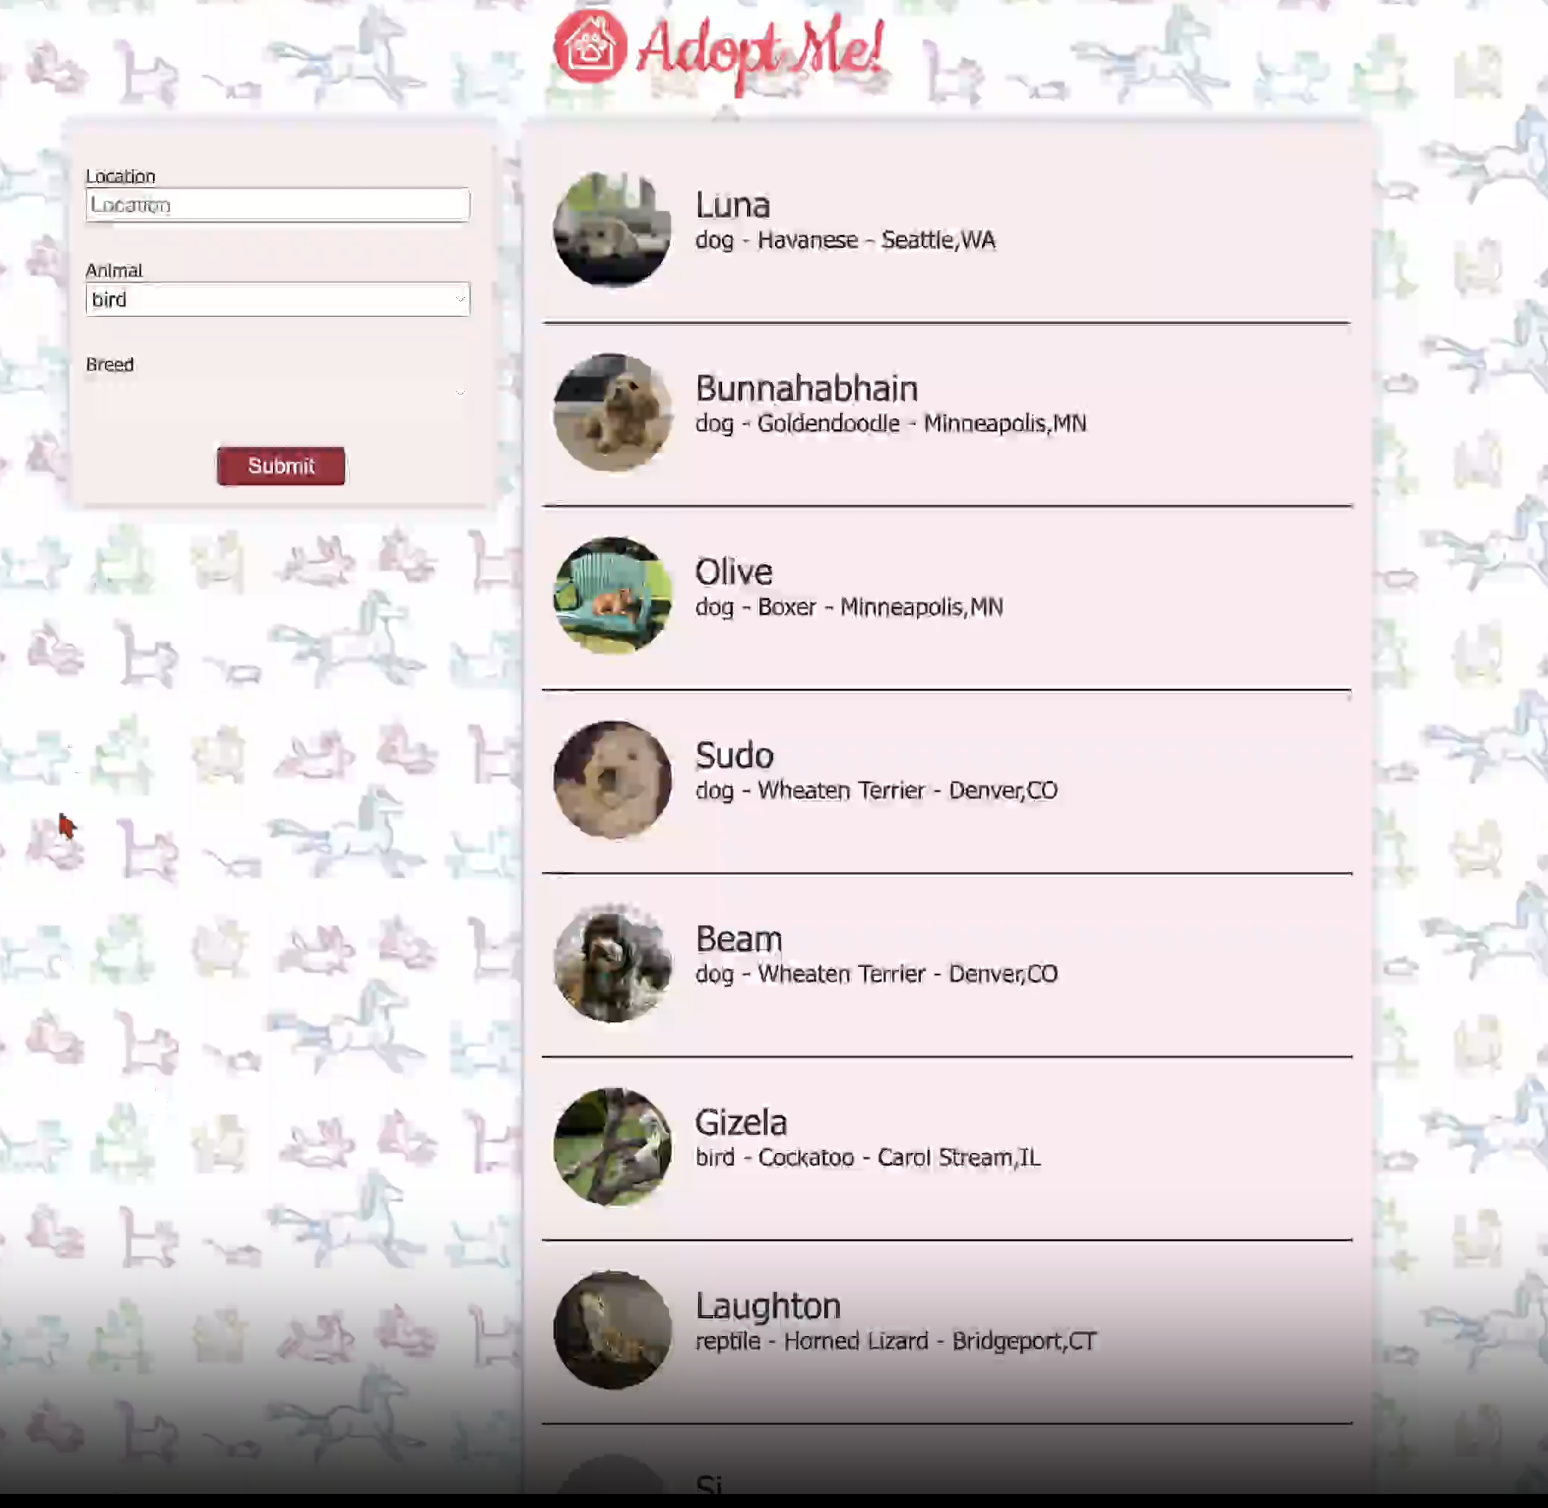 Adopt Me!
Location
Location
Animal
bird
Breed
Submit
Luna
dog - Havanese - Seattle,WA
Bunnahabhain
dog - Goldendoodle - Minneapolis,MN
Olive
dog - Boxer - Minneapolis,MN
Sudo
dog - Wheaten Terrier - Denver,CO
Beam
dog - Wheaten Terrier - Denver,CO
Gizela
bird - Cockatoo - Carol Stream,IL
Laughton
reptile - Horned Lizard - Bridgeport,CT
Si